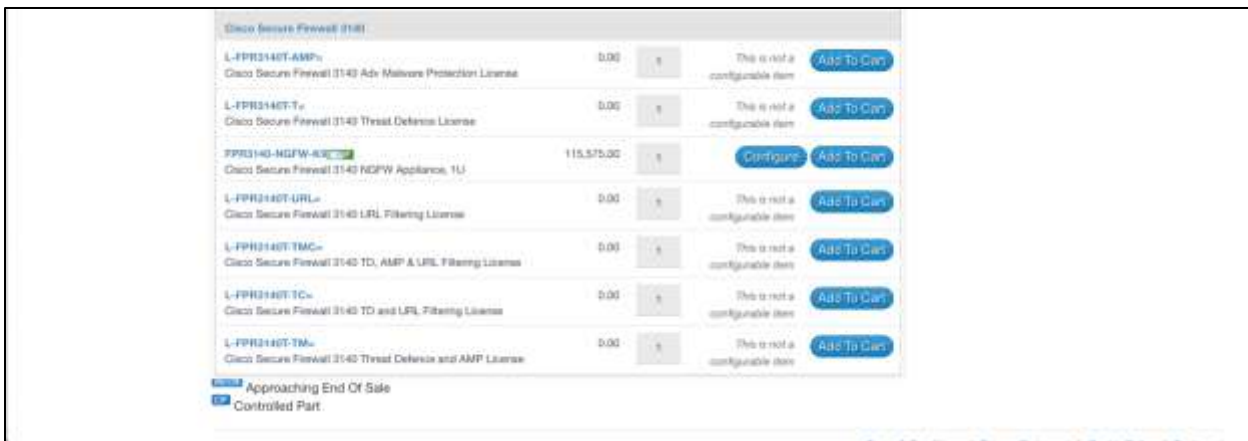 Cisco Secure Firewall 3140
L-FPR3140T-AMP=
0.00
1
This is not a
configurable item
Add To Cart
Cisco Secure Firewall 3140 Adv Malware Protection License
L-FPR3140T-T=
0.00
1
This is not a
configurable item
Add To Cart
Cisco Secure Firewall 3140 Threat Defence License
FPR3140-NGFW-K9
115,575.00
1
Configure
Add To Cart
Cisco Secure Firewall 3140 NGFW Appliance, 1U
L-FPR3140T-URL=
0.00
1
This is not a
configurable item
Add To Cart
Cisco Secure Firewall 3140 URL Filtering License
L-FPR3140T-TMC=
0.00
1
This is not a
configurable item
Add To Cart
Cisco Secure Firewall 3140 TD, AMP & URL Filtering License
L-FPR3140T-TC=
0.00
1
This is not a
configurable item
Add To Cart
Cisco Secure Firewall 3140 TD and URL Filtering License
L-FPR3140T-TM=
0.00
1
This is not a
configurable item
Add To Cart
Cisco Secure Firewall 3140 Threat Defence and AMP License
Approaching End Of Sale
Controlled Part